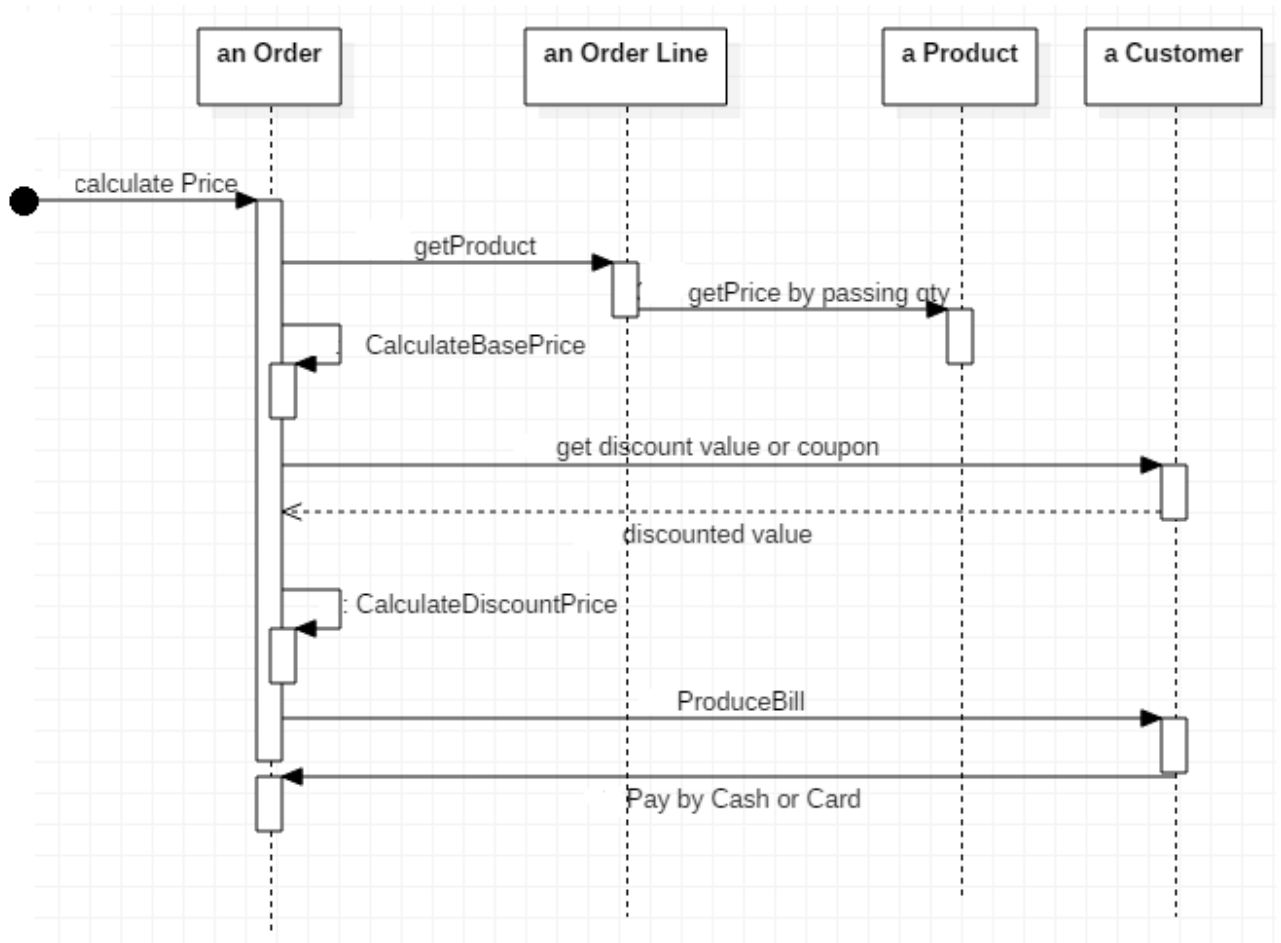 an Order
an Order Line
a Product
a Customer
calculate Price
getProduct
getPrice by passing qty
CalculateBasePrice
get discount value or coupon
discounted value
: CalculateDiscountPrice
ProduceBill
Pay by Cash or Card